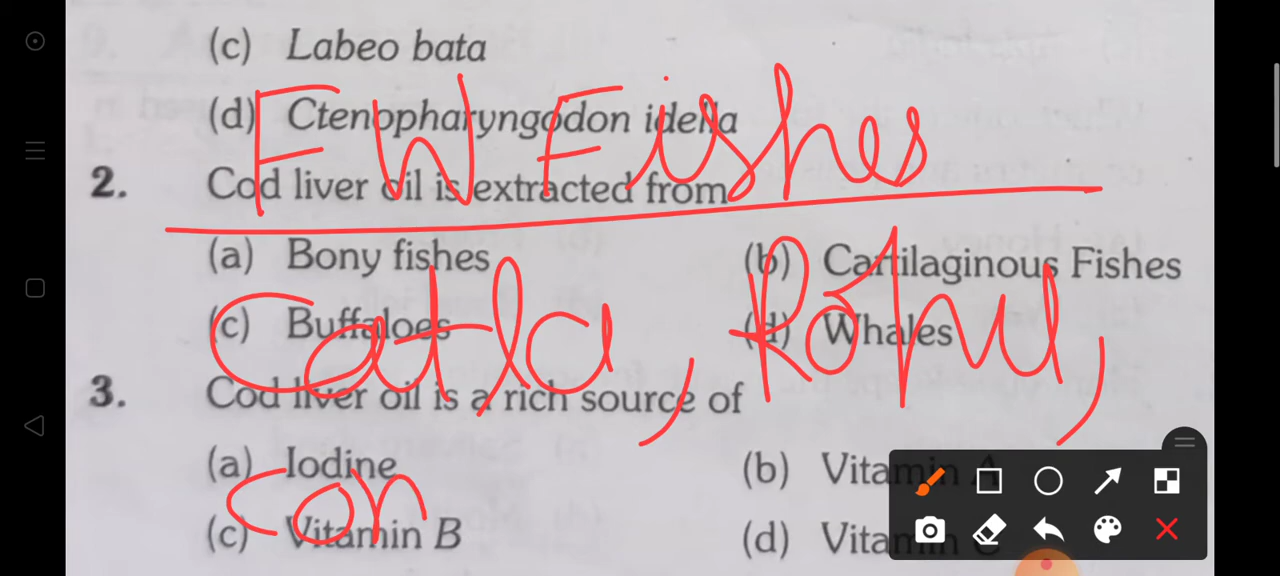 (c) Labeo bata
(d) Ctenopharyngodon idella
FW Fishes
2. Cod liver oil is extracted from
(a) Bony fishes (b) Cartilaginous Fishes
(c) Buffaloes (d) Whales
Catla, Rohu,
3. Cod liver oil is a rich source of
(a) Iodine (b) Vitamin A
Com
(c) Vitamin B (d) Vitamin C